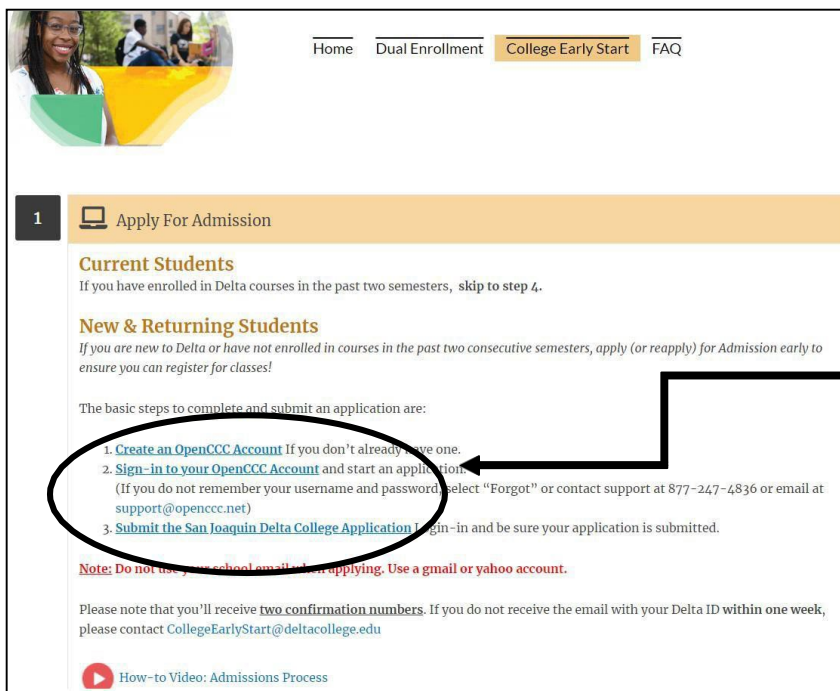 Home Dual Enrollment College Early Start FAQ
1 Apply For Admission
Current Students
If you have enrolled in Delta courses in the past two semesters, skip to step 4.
New & Returning Students
If you are new to Delta or have not enrolled in courses in the past two consecutive semesters, apply (or reapply) for Admission early to
ensure you can register for classes!
The basic steps to complete and submit an application are:
1. Create an OpenCCC Account If you don't already have one.
2. Sign-in to your OpenCCC Account and start an application.
(If you do not remember your username and password, select "Forgot" or contact support at 877-247-4836 or email at
support@openccc.net)
3. Submit the San Joaquin Delta College Application Login-in and be sure your application is submitted.
Note: Do not use your school email when applying. Use a gmail or yahoo account.
Please note that you'll receive two confirmation numbers. If you do not receive the email with your Delta ID within one week,
please contact CollegeEarlyStart@deltacollege.edu
How-to Video: Admissions Process